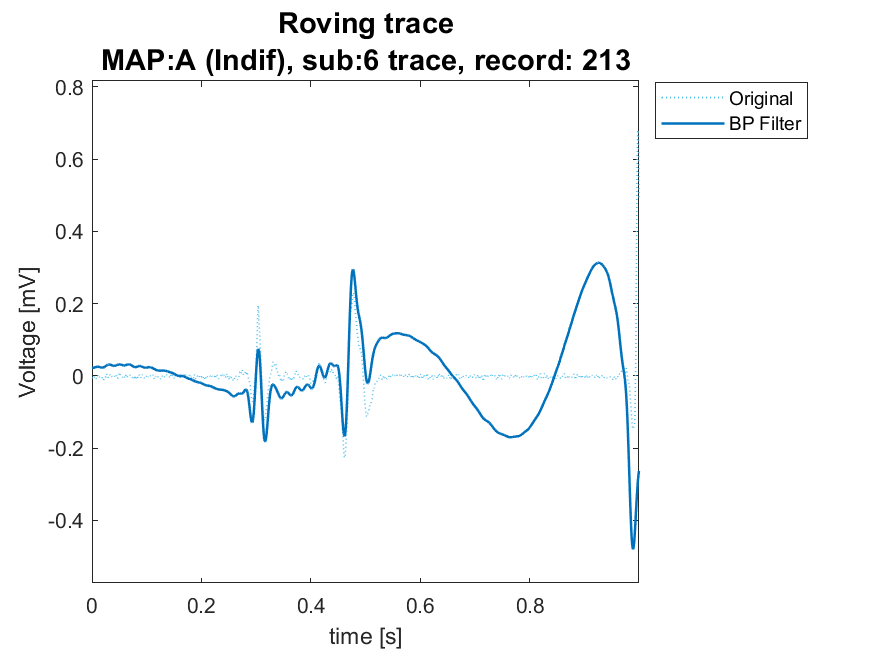 Roving trace
MAP:A (Indif), sub:6 trace, record: 213
Original
BP Filter
0.8
0.6
0.4
0.2
0
-0.2
-0.4
Voltage [mV]
0
0.2
0.4
0.6
0.8
time [s]